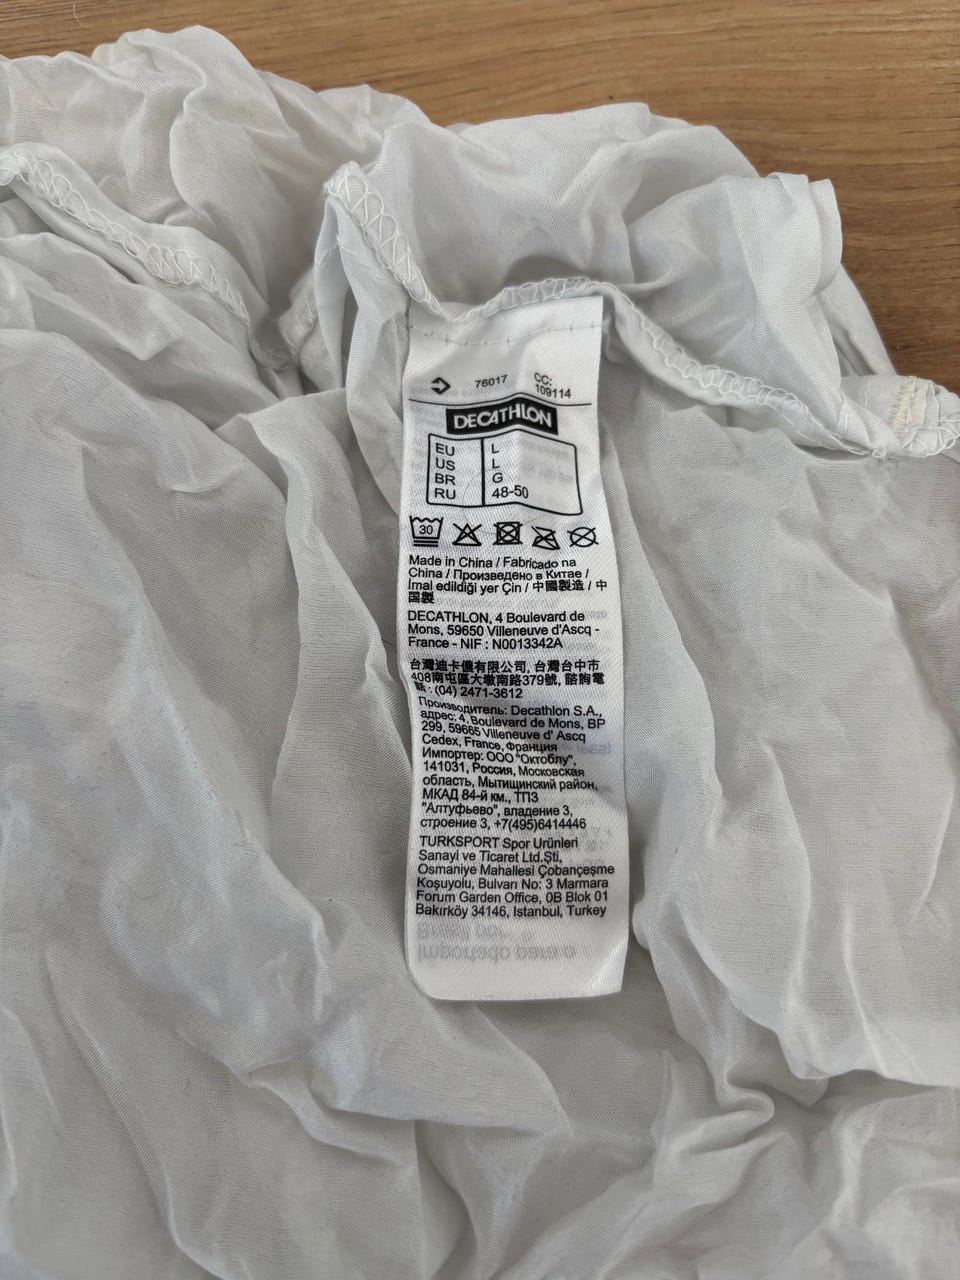 76017
CC:
109114
DECATHLON
EU L
US L
BR G
RU 48-50
30
Made in China / Fabricado na
China / Произведено в Китае /
İmal edildiği yer Çin / 中國製造 / 中
国製
DECATHLON, 4 Boulevard de
Mons, 59650 Villeneuve d'Ascq -
France - NIF : N0013342A
台灣迪卡儂有限公司, 台灣台中市
408南屯區大墩南路379號, 諮詢電
話 : (04) 2471-3612
Производитель: Decathlon S.A.,
адрес: 4, Boulevard de Mons, BP
299, 59665 Villeneuve d' Ascq
Cedex, France, Франция
Импортер: ООО "Октоблу",
141031, Россия, Московская
область, Мытищинский район,
МКАД 84-й км., ТПЗ
"Алтуфьево", владение 3,
строение 3, +7(495)6414446
TURKSPORT Spor Urünleri
Sanayi ve Ticaret Ltd.Şti,
Osmaniye Mahallesi Çobançeşme
Koşuyolu, Bulvarı No: 3 Marmara
Forum Garden Office, 0B Blok 01
Bakırköy 34146, Istanbul, Turkey